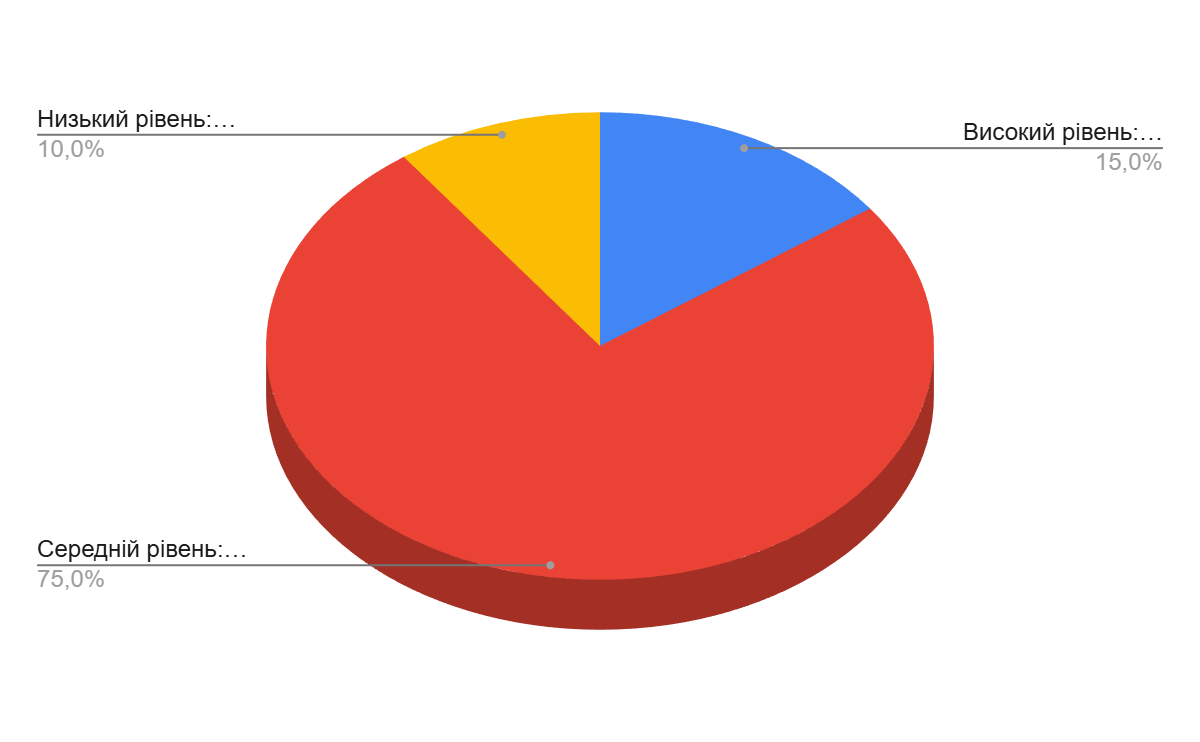 Низький рівень:…
10,0%
Високий рівень:…
15,0%
Середній рівень:…
75,0%